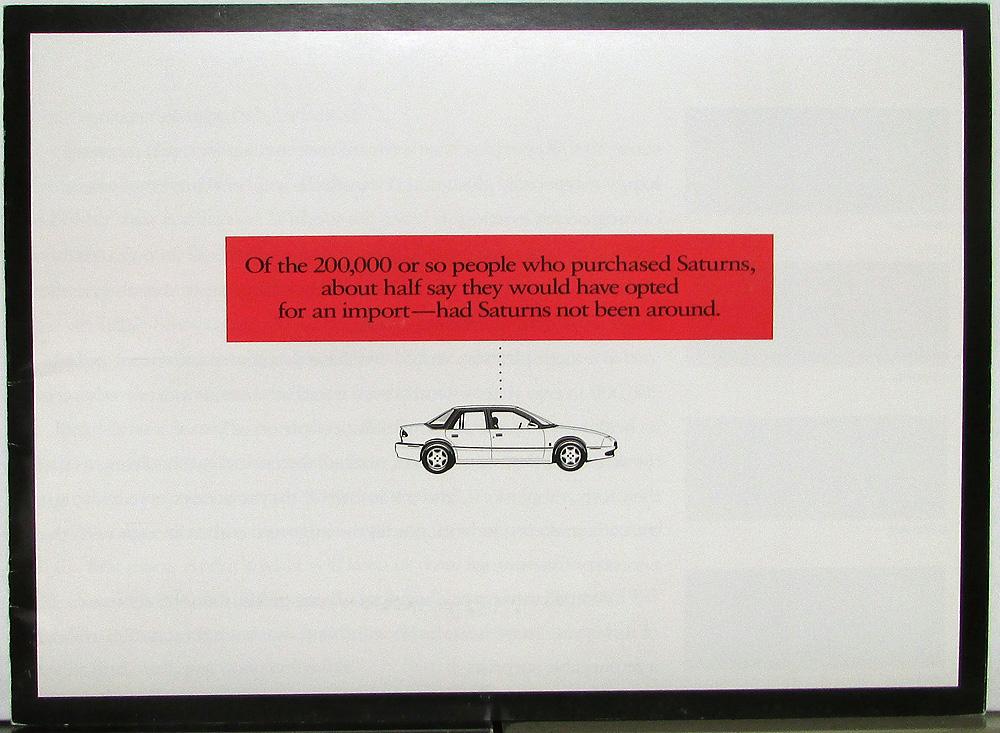 Of the 200,000 or so people who purchased Saturns,
about half say they would have opted
for an import—had Saturns not been around.